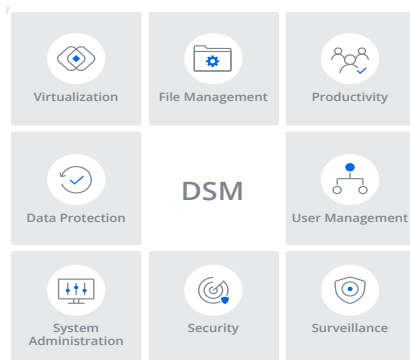 Virtualization
File Management
Productivity
Data Protection
DSM
User Management
System
Administration
Security
Surveillance